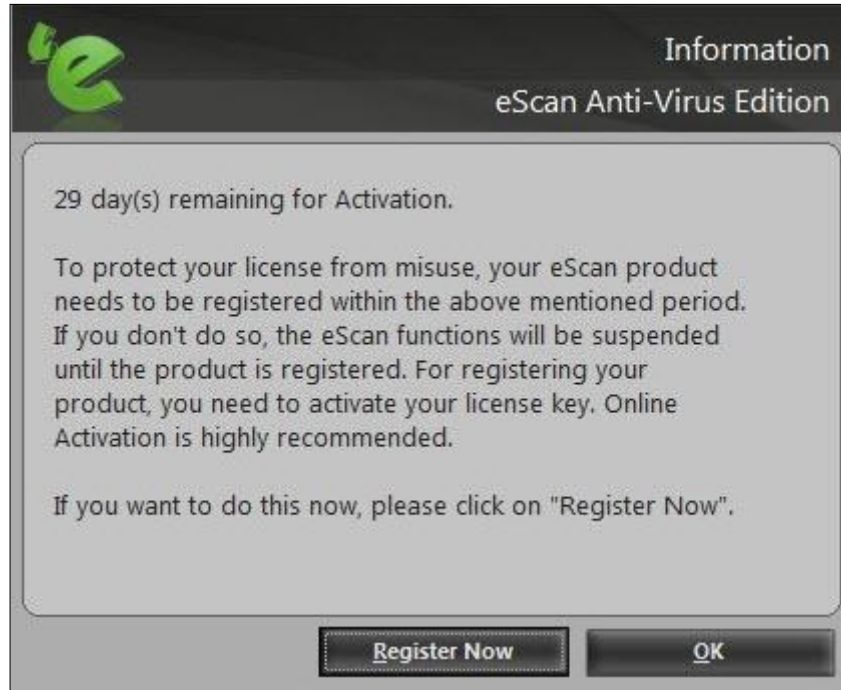 Information
eScan Anti-Virus Edition
29 day(s) remaining for Activation.
To protect your license from misuse, your eScan product
needs to be registered within the above mentioned period.
If you don't do so, the eScan functions will be suspended
until the product is registered. For registering your
product, you need to activate your license key. Online
Activation is highly recommended.
If you want to do this now, please click on "Register Now".
Register Now
OK